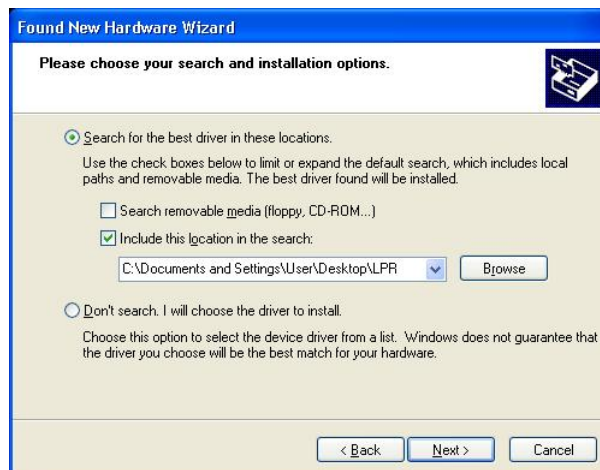 Found New Hardware Wizard
Please choose your search and installation options.
Search for the best driver in these locations.
Use the check boxes below to limit or expand the default search, which includes local
paths and removable media. The best driver found will be installed.
Search removable media (floppy, CD-ROM...)
Include this location in the search:
C:\Documents and Settings\User\Desktop\LPR
Browse
Don't search. I will choose the driver to install.
Choose this option to select the device driver from a list. Windows does not guarantee that
the driver you choose will be the best match for your hardware.
< Back Next > Cancel